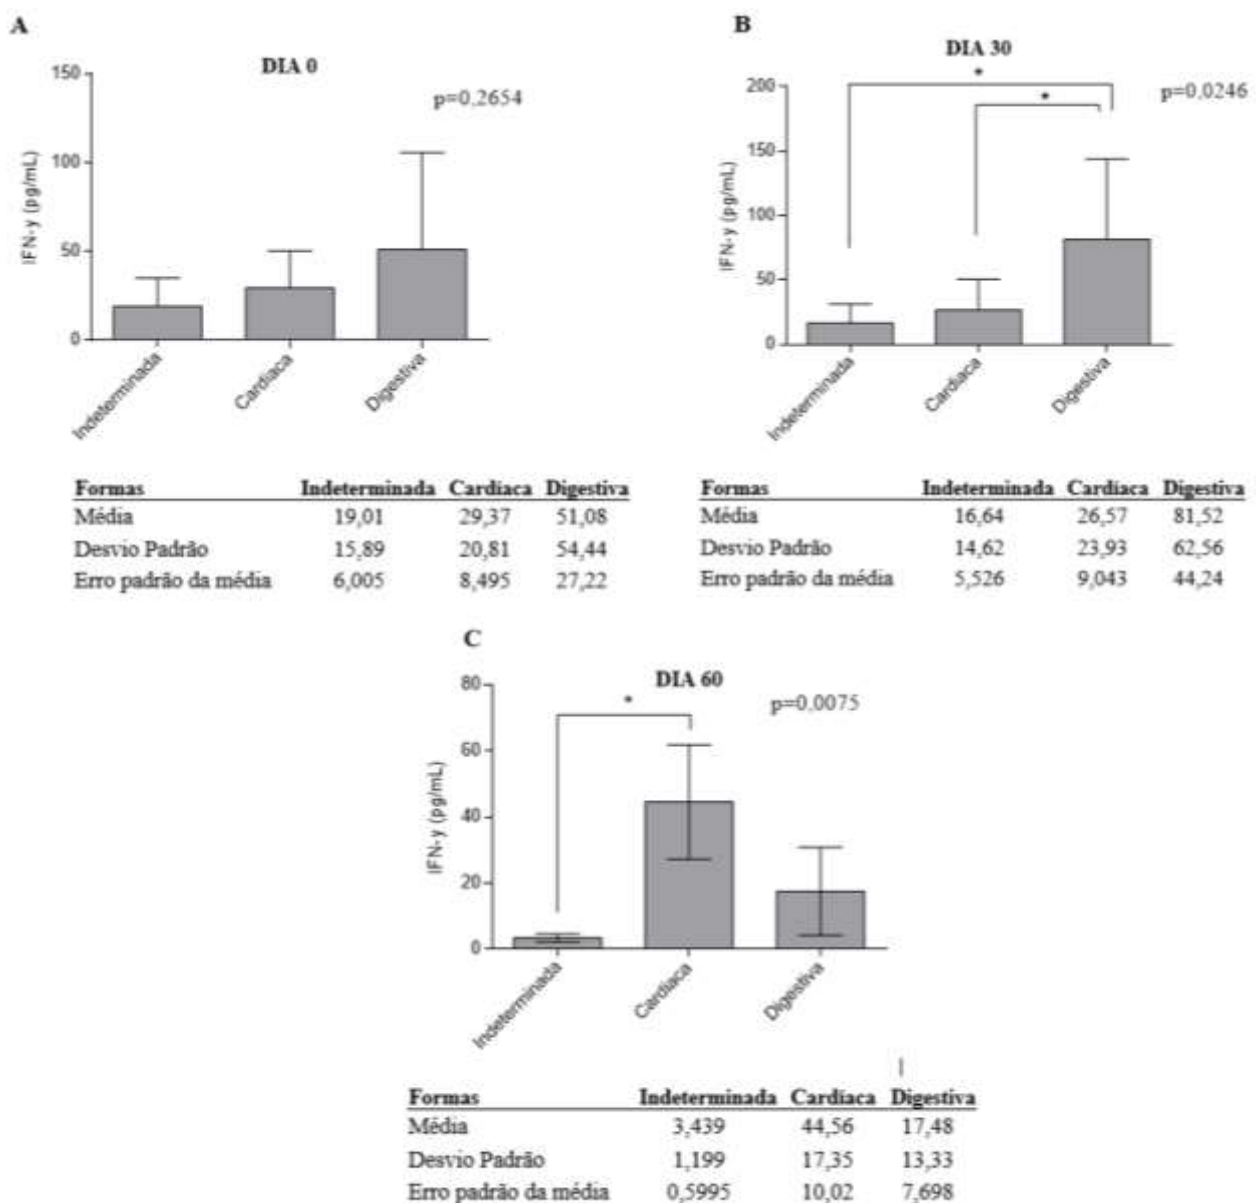 A
DIA 0
p=0,2654
150
100
50
0
IFN-y (pg/mL)
Indeterminada
Cardíaca
Digestiva
Formas Indeterminada Cardíaca Digestiva
Média 19,01 29,37 51,08
Desvio Padrão 15,89 20,81 54,44
Erro padrão da média 6,005 8,495 27,22
B
DIA 30
*
*
p=0,0246
200
150
100
50
0
IFN-y (pg/mL)
Indeterminada
Cardíaca
Digestiva
Formas Indeterminada Cardíaca Digestiva
Média 16,64 26,57 81,52
Desvio Padrão 14,62 23,93 62,56
Erro padrão da média 5,526 9,043 44,24
C
DIA 60
*
p=0,0075
80
60
40
20
0
IFN-y (pg/mL)
Indeterminada
Cardíaca
Digestiva
Formas Indeterminada Cardíaca Digestiva
Média 3,439 44,56 17,48
Desvio Padrão 1,199 17,35 13,33
Erro padrão da média 0,5995 10,02 7,698